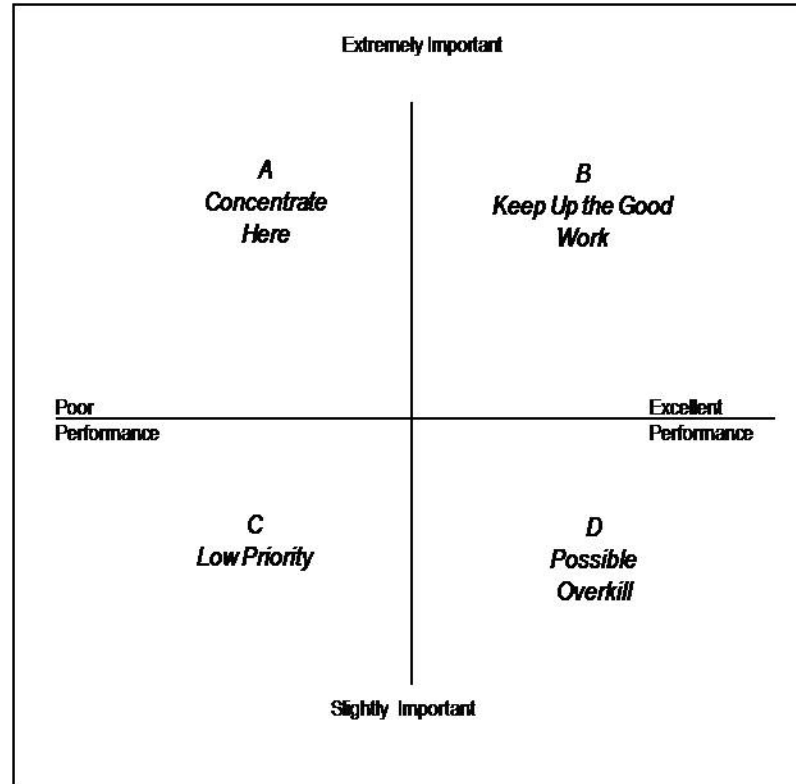 Extremely Important
A
Concentrate
Here
B
Keep Up the Good
Work
Poor
Performance
Excellent
Performance
C
Low Priority
D
Possible
Overkill
Slightly Important